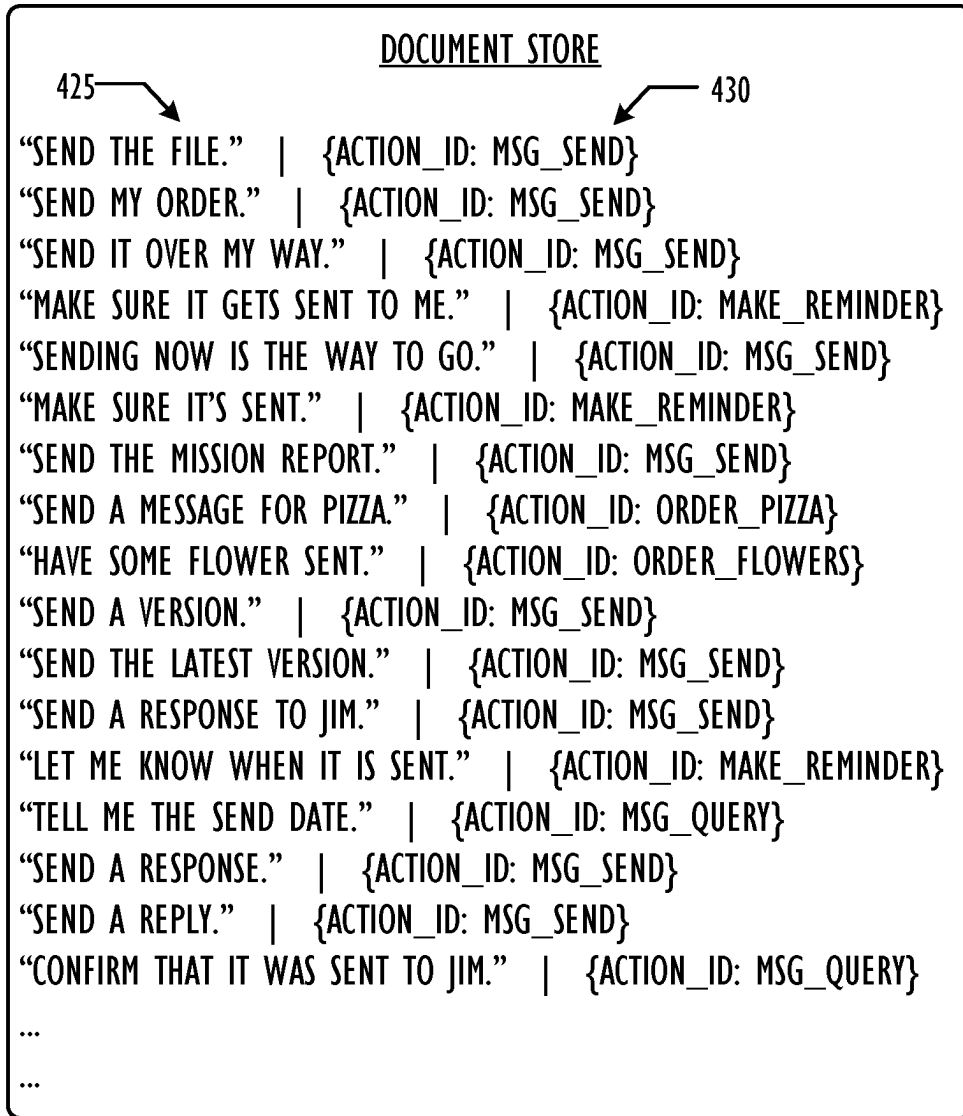 DOCUMENT STORE
425 430
“SEND THE FILE.” | {ACTION_ID: MSG_SEND}
“SEND MY ORDER.” | {ACTION_ID: MSG_SEND}
“SEND IT OVER MY WAY.” | {ACTION_ID: MSG_SEND}
“MAKE SURE IT GETS SENT TO ME.” | {ACTION_ID: MAKE_REMINDER}
“SENDING NOW IS THE WAY TO GO.” | {ACTION_ID: MSG_SEND}
“MAKE SURE IT’S SENT.” | {ACTION_ID: MAKE_REMINDER}
“SEND THE MISSION REPORT.” | {ACTION_ID: MSG_SEND}
“SEND A MESSAGE FOR PIZZA.” | {ACTION_ID: ORDER_PIZZA}
“HAVE SOME FLOWER SENT.” | {ACTION_ID: ORDER_FLOWERS}
“SEND A VERSION.” | {ACTION_ID: MSG_SEND}
“SEND THE LATEST VERSION.” | {ACTION_ID: MSG_SEND}
“SEND A RESPONSE TO JIM.” | {ACTION_ID: MSG_SEND}
“LET ME KNOW WHEN IT IS SENT.” | {ACTION_ID: MAKE_REMINDER}
“TELL ME THE SEND DATE.” | {ACTION_ID: MSG_QUERY}
“SEND A RESPONSE.” | {ACTION_ID: MSG_SEND}
“SEND A REPLY.” | {ACTION_ID: MSG_SEND}
“CONFIRM THAT IT WAS SENT TO JIM.” | {ACTION_ID: MSG_QUERY}
...
...